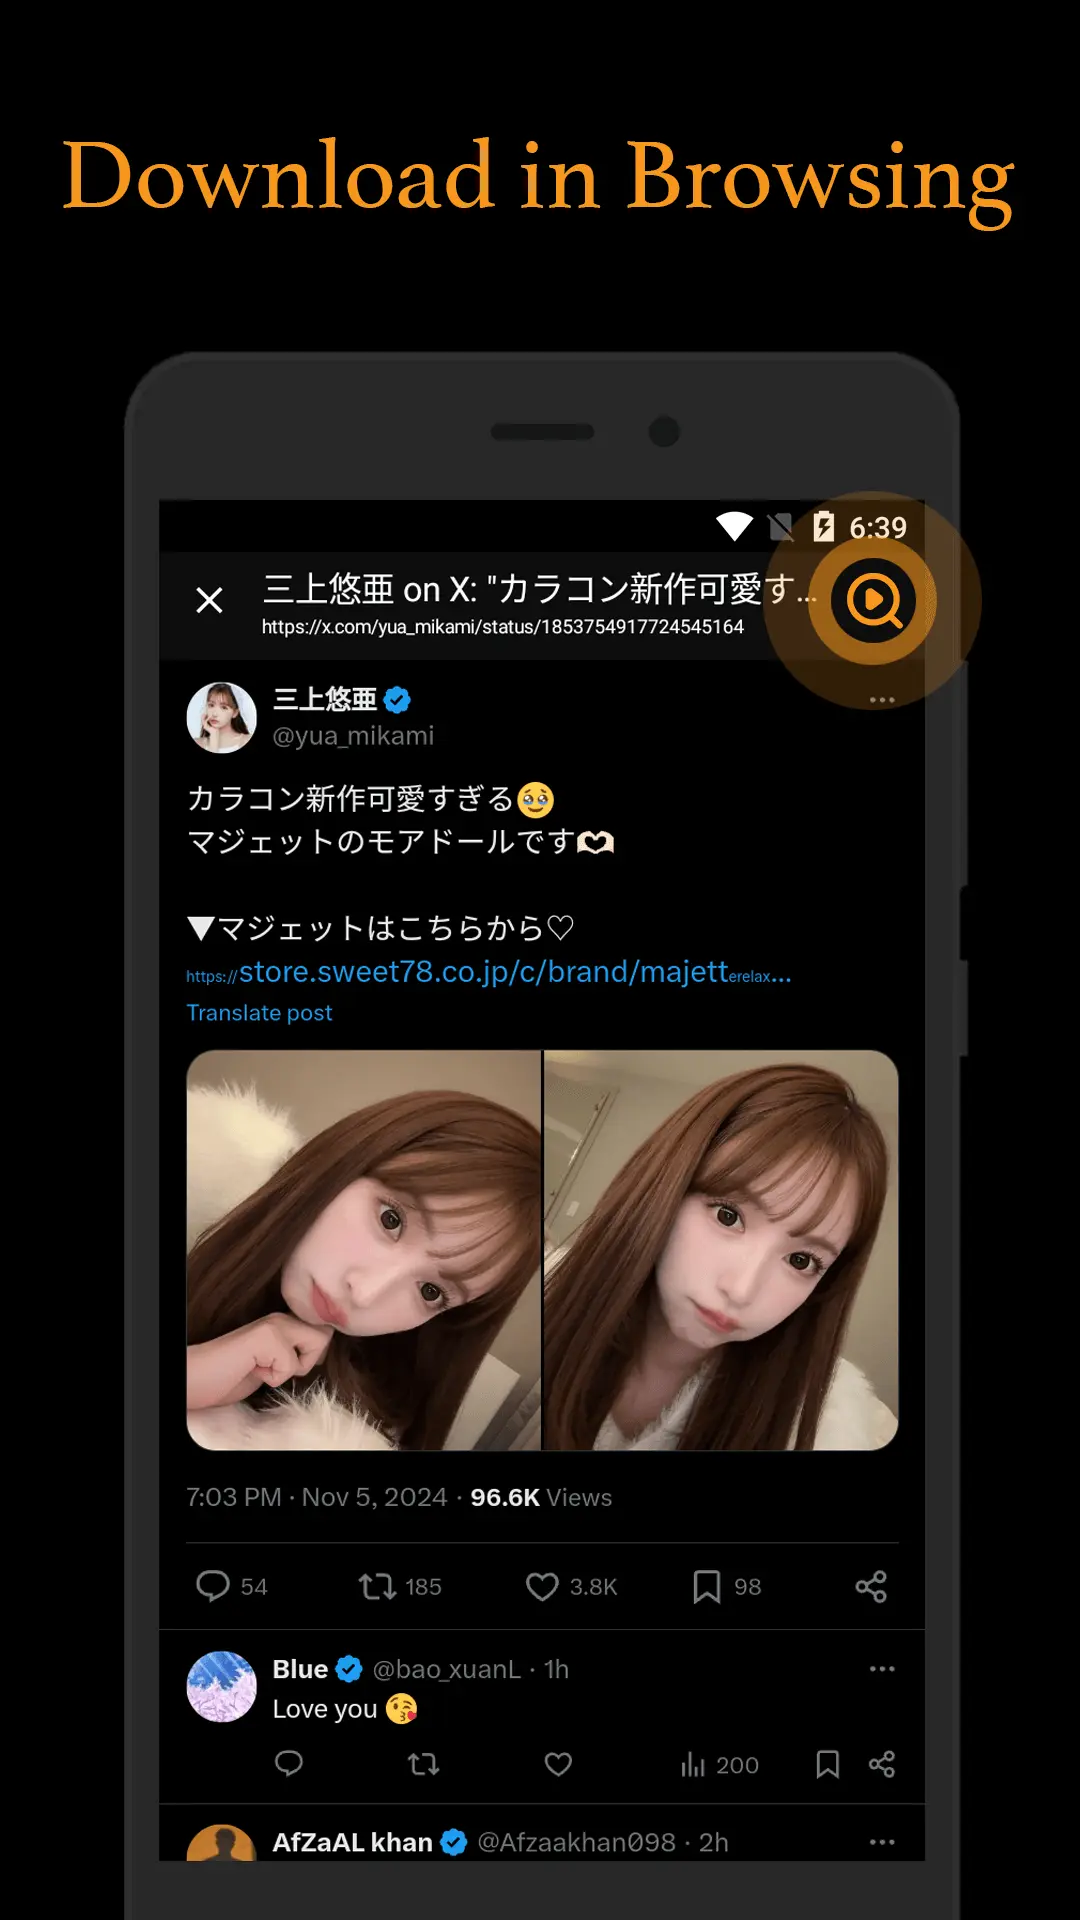 Download in Browsing
6:39
三上悠亜 on X: "カラコン新作可愛す...
https://x.com/yua_mikami/status/1853754917724545164
三上悠亜
@yua_mikami
カラコン新作可愛すぎる🥹
マジェットのモアドールです🫶🏻
▼マジェットはこちらから♡
https://store.sweet78.co.jp/c/brand/majetterelax...
Translate post
7:03 PM · Nov 5, 2024 · 96.6K Views
54 185 3.8K 98
Blue @bao_xuanL · 1h
Love you 😘
200
AfZaAL khan @Afzaakhan098 · 2h